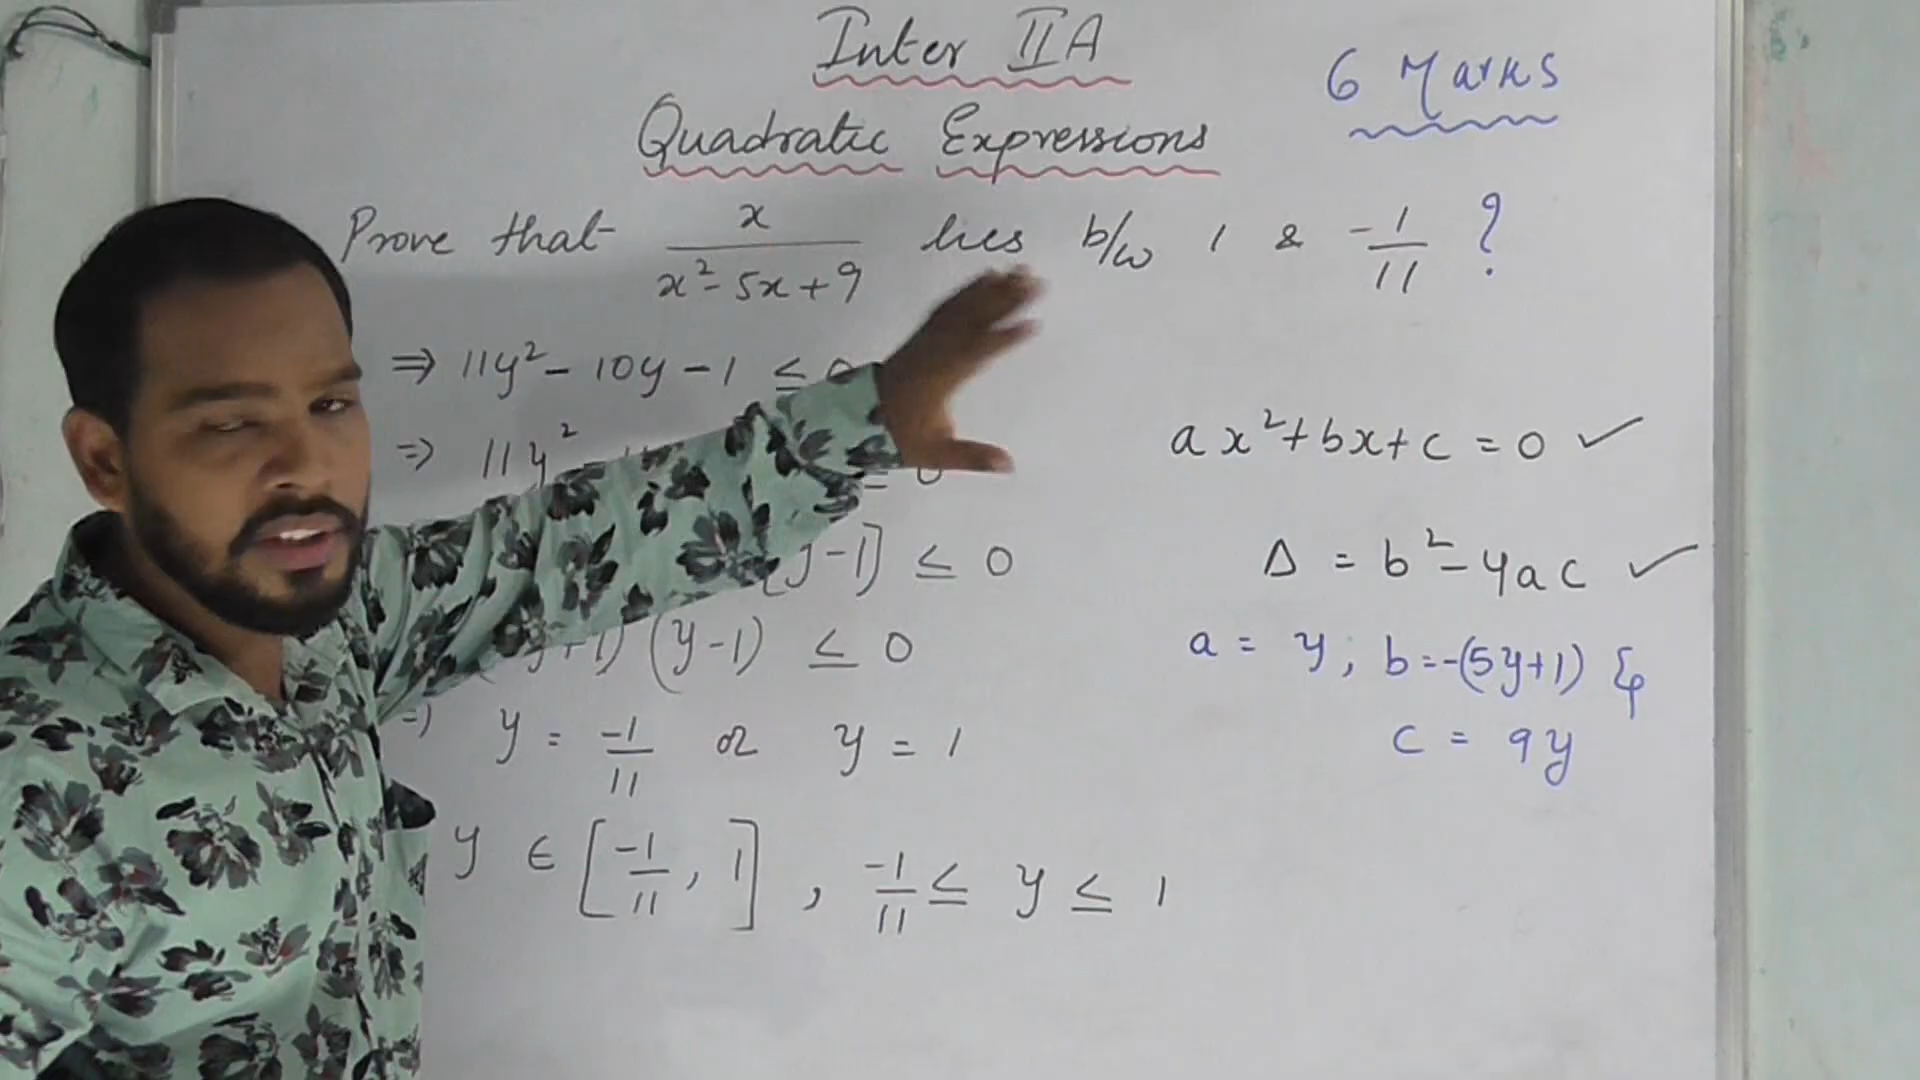 Inter IIA
6 Marks
Quadratic Expressions
Prove that x / (x² - 5x + 9) lies b/w 1 & -1/11 ?
⇒ 11y² - 10y - 1 ≤ 0
⇒ 11y² -
≤ 0
(y-1) ≤ 0
y+1) (y-1) ≤ 0
⇒ y = -1/11 or y = 1
y ∈ [-1/11, 1], -1/11 ≤ y ≤ 1
ax² + bx + c = 0 ✓
Δ = b² - 4ac ✓
a = y; b = -(5y+1) &
c = 9y